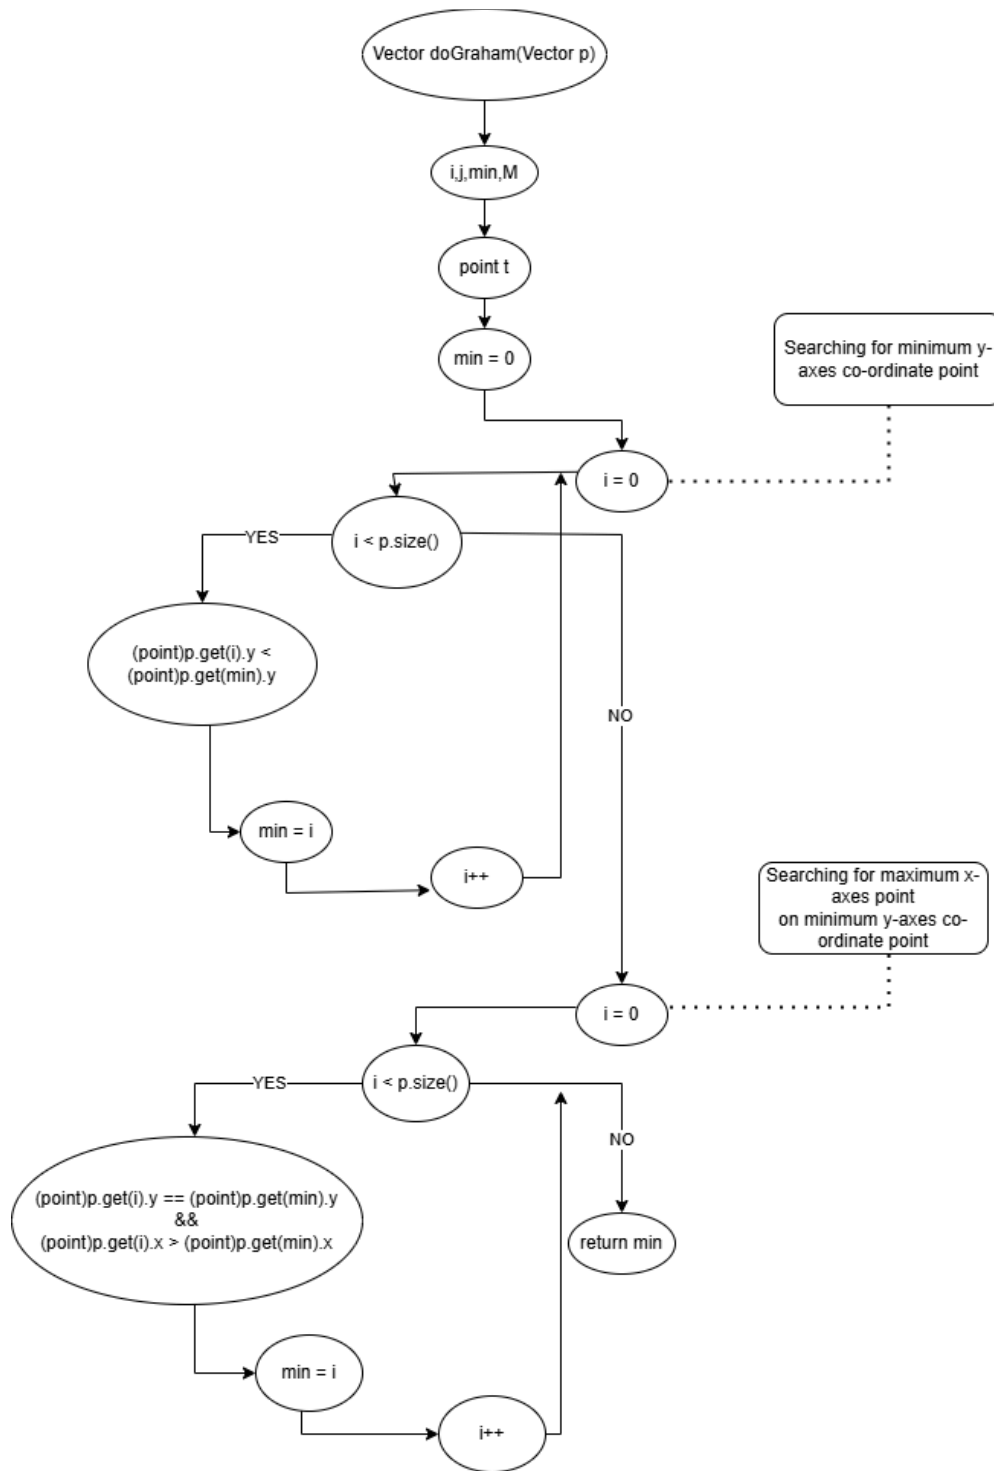 Vector doGraham(Vector p)
i,j,min,M
point t
min = 0
Searching for minimum y-
axes co-ordinate point
i = 0
i < p.size()
YES
(point)p.get(i).y <
(point)p.get(min).y
NO
min = i
i++
Searching for maximum x-
axes point
on minimum y-axes co-
ordinate point
i = 0
i < p.size()
YES
NO
(point)p.get(i).y == (point)p.get(min).y
&&
(point)p.get(i).x > (point)p.get(min).x
return min
min = i
i++